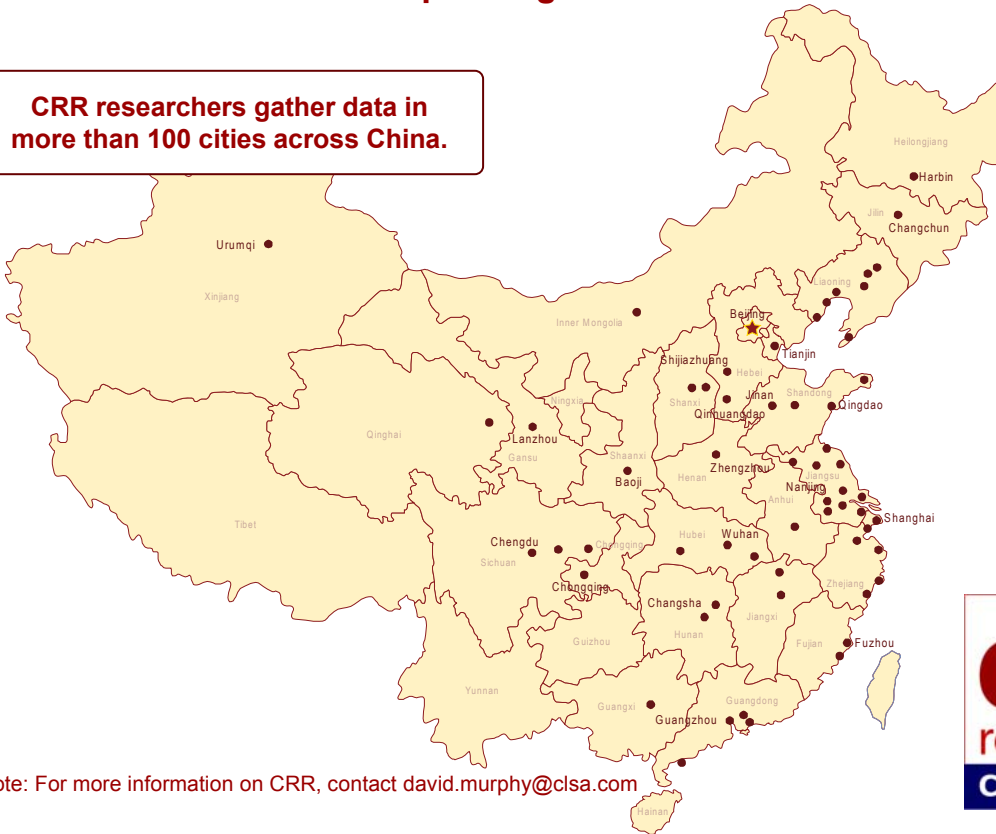 CRR researchers gather data in
more than 100 cities across China.
Heilongjiang
Harbin
Jilin
Changchun
Urumqi
Liaoning
Xinjiang
Beijing
Inner Mongolia
Tianjin
Shijiazhuang
Hebei
Ningxia
Shanxi
Jinan
Shandong
Qinhuangdao
Qingdao
Qinghai
Lanzhou
Gansu
Shaanxi
Zhengzhou
Baoji
Henan
Jiangsu
Nanjing
Anhui
Shanghai
Tibet
Chengdu
Chongqing
Hubei
Wuhan
Sichuan
Chongqing
Zhejiang
Changsha
Jiangxi
Hunan
Guizhou
Fujian
Fuzhou
Yunnan
Guangxi
Guangdong
Guangzhou
ote: For more information on CRR, contact david.murphy@clsa.com
Hainan